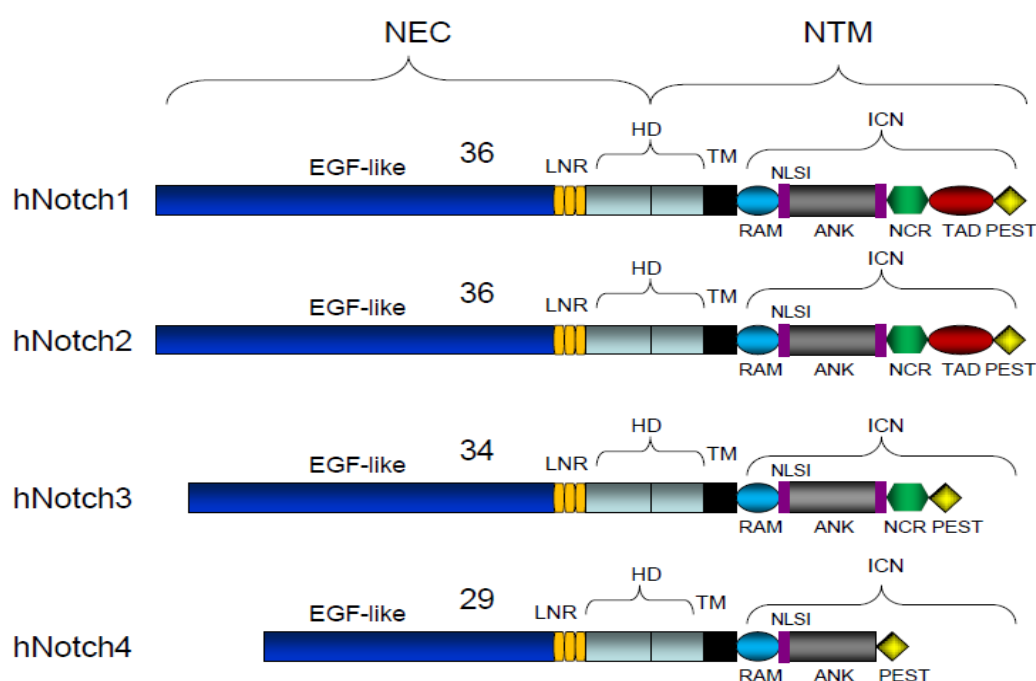 NEC NTM
HD ICN
EGF-like 36 LNR TM NLSI
hNotch1
RAM ANK NCR TAD PEST
HD ICN
EGF-like 36 LNR TM NLSI
hNotch2
RAM ANK NCR TAD PEST
HD ICN
EGF-like 34 LNR TM NLSI
hNotch3
RAM ANK NCR PEST
HD ICN
EGF-like 29 LNR TM NLSI
hNotch4
RAM ANK PEST